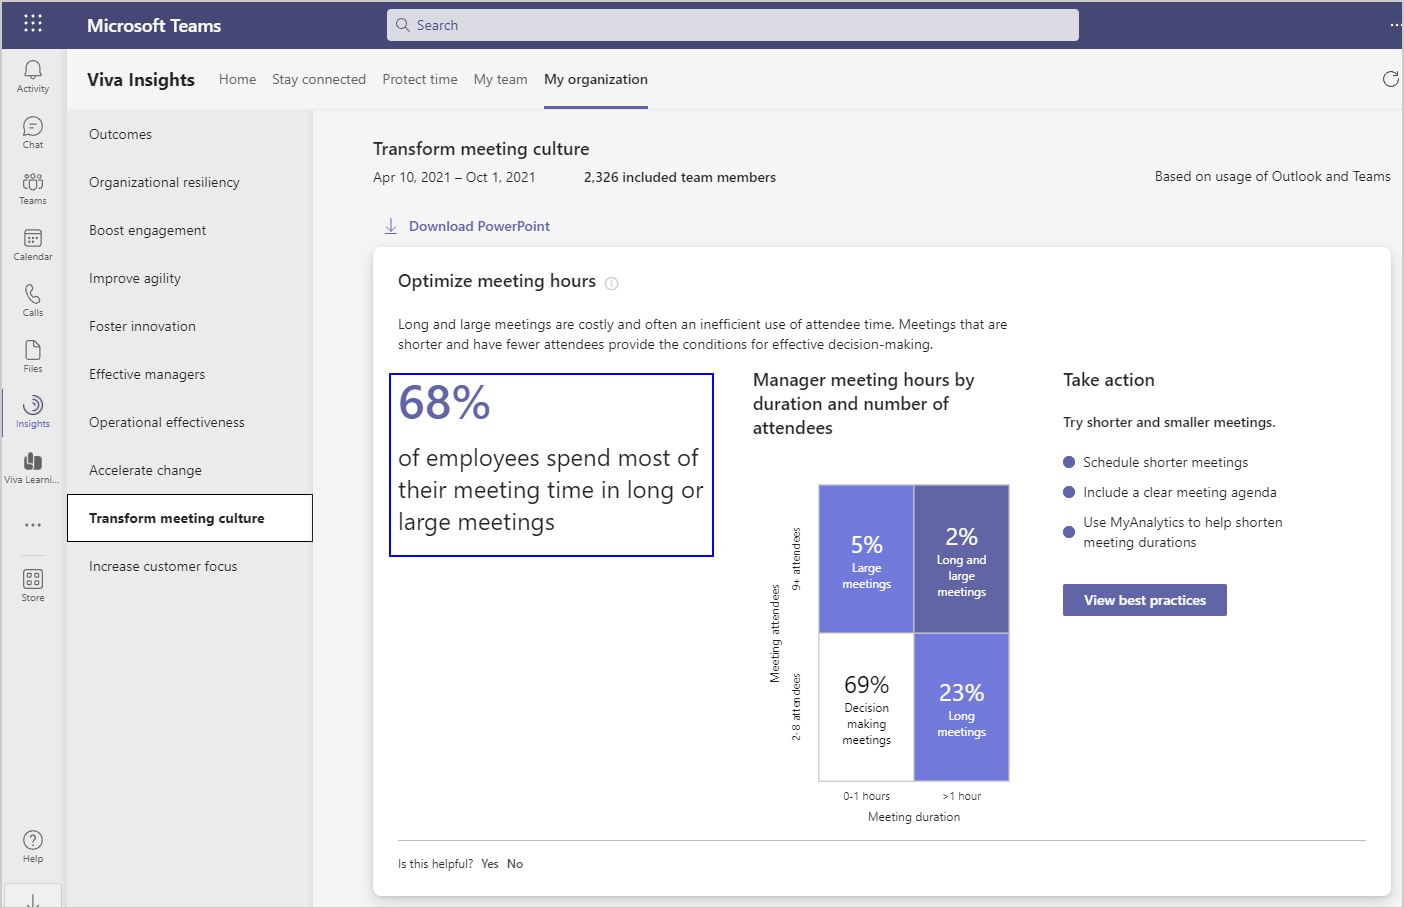 Microsoft Teams
Search
Activity
Chat
Teams
Calendar
Calls
Files
Insights
Viva Learni...
Store
Help
Viva Insights
Home
Stay connected
Protect time
My team
My organization
Outcomes
Organizational resiliency
Boost engagement
Improve agility
Foster innovation
Effective managers
Operational effectiveness
Accelerate change
Transform meeting culture
Increase customer focus
Transform meeting culture
Apr 10, 2021 – Oct 1, 2021
2,326 included team members
Based on usage of Outlook and Teams
Download PowerPoint
Optimize meeting hours
Long and large meetings are costly and often an inefficient use of attendee time. Meetings that are
shorter and have fewer attendees provide the conditions for effective decision-making.
68%
of employees spend most of
their meeting time in long or
large meetings
Manager meeting hours by
duration and number of
attendees
Meeting attendees
9+ attendees
2-8 attendees
5%
Large
meetings
2%
Long and
large
meetings
69%
Decision
making
meetings
23%
Long
meetings
0-1 hours
>1 hour
Meeting duration
Take action
Try shorter and smaller meetings.
Schedule shorter meetings
Include a clear meeting agenda
Use MyAnalytics to help shorten
meeting durations
View best practices
Is this helpful? Yes No